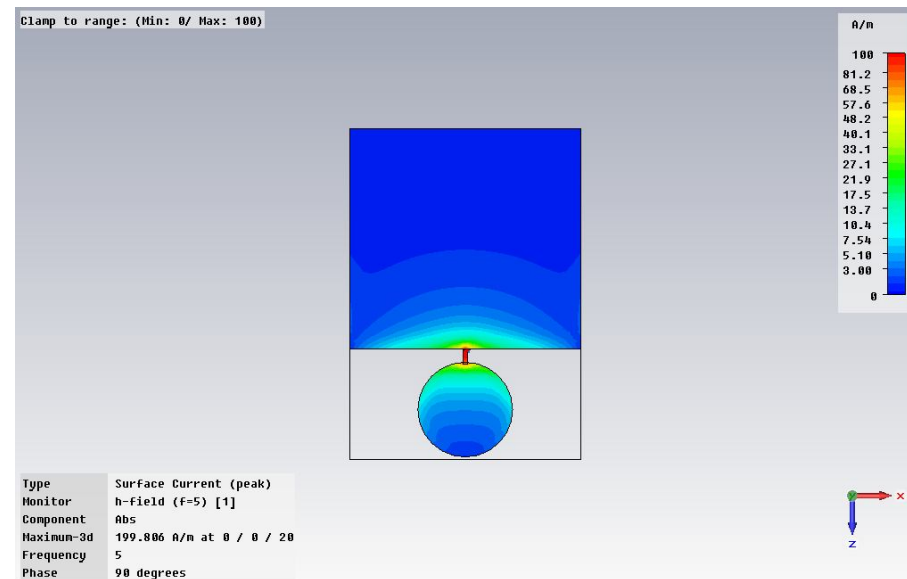 Clamp to range: (Min: 0/ Max: 100)
A/m
100
81.2
68.5
57.6
48.2
40.1
33.1
27.1
21.9
17.5
13.7
10.4
7.54
5.10
3.00
0
Type Surface Current (peak)
Monitor h-field (f=5) [1]
Component Abs
Maximum-3d 199.806 A/m at 0 / 0 / 20
Frequency 5
Phase 90 degrees
x
z